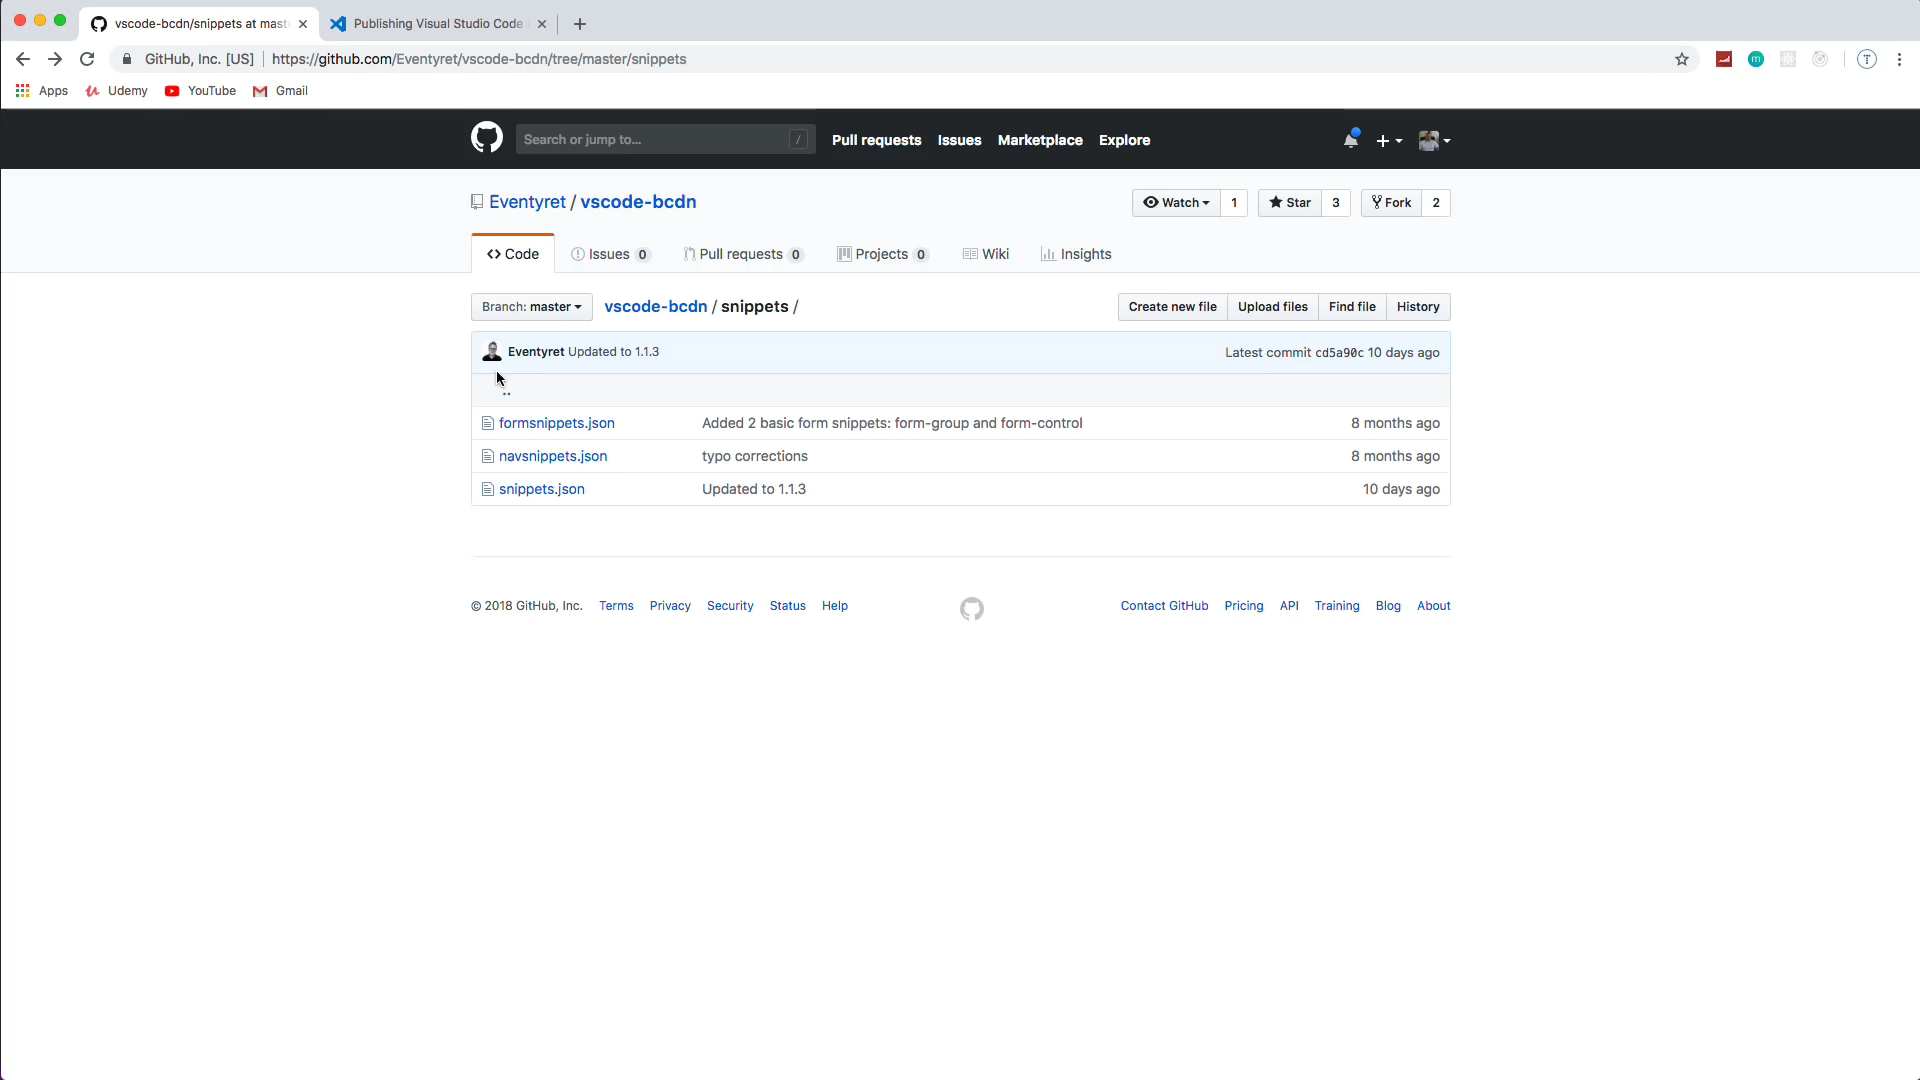 vscode-bcdn/snippets at mast
Publishing Visual Studio Code
GitHub, Inc. [US]
https://github.com/Eventyret/vscode-bcdn/tree/master/snippets
m
T
Apps
Udemy
YouTube
Gmail
Search or jump to...
/
Pull requests
Issues
Marketplace
Explore
Eventyret / vscode-bcdn
Watch 1
Star 3
Fork 2
Code
Issues 0
Pull requests 0
Projects 0
Wiki
Insights
Branch: master
vscode-bcdn / snippets /
Create new file
Upload files
Find file
History
Eventyret Updated to 1.1.3
Latest commit cd5a90c 10 days ago
..
formsnippets.json Added 2 basic form snippets: form-group and form-control 8 months ago
navsnippets.json typo corrections 8 months ago
snippets.json Updated to 1.1.3 10 days ago
© 2018 GitHub, Inc. Terms Privacy Security Status Help
Contact GitHub Pricing API Training Blog About